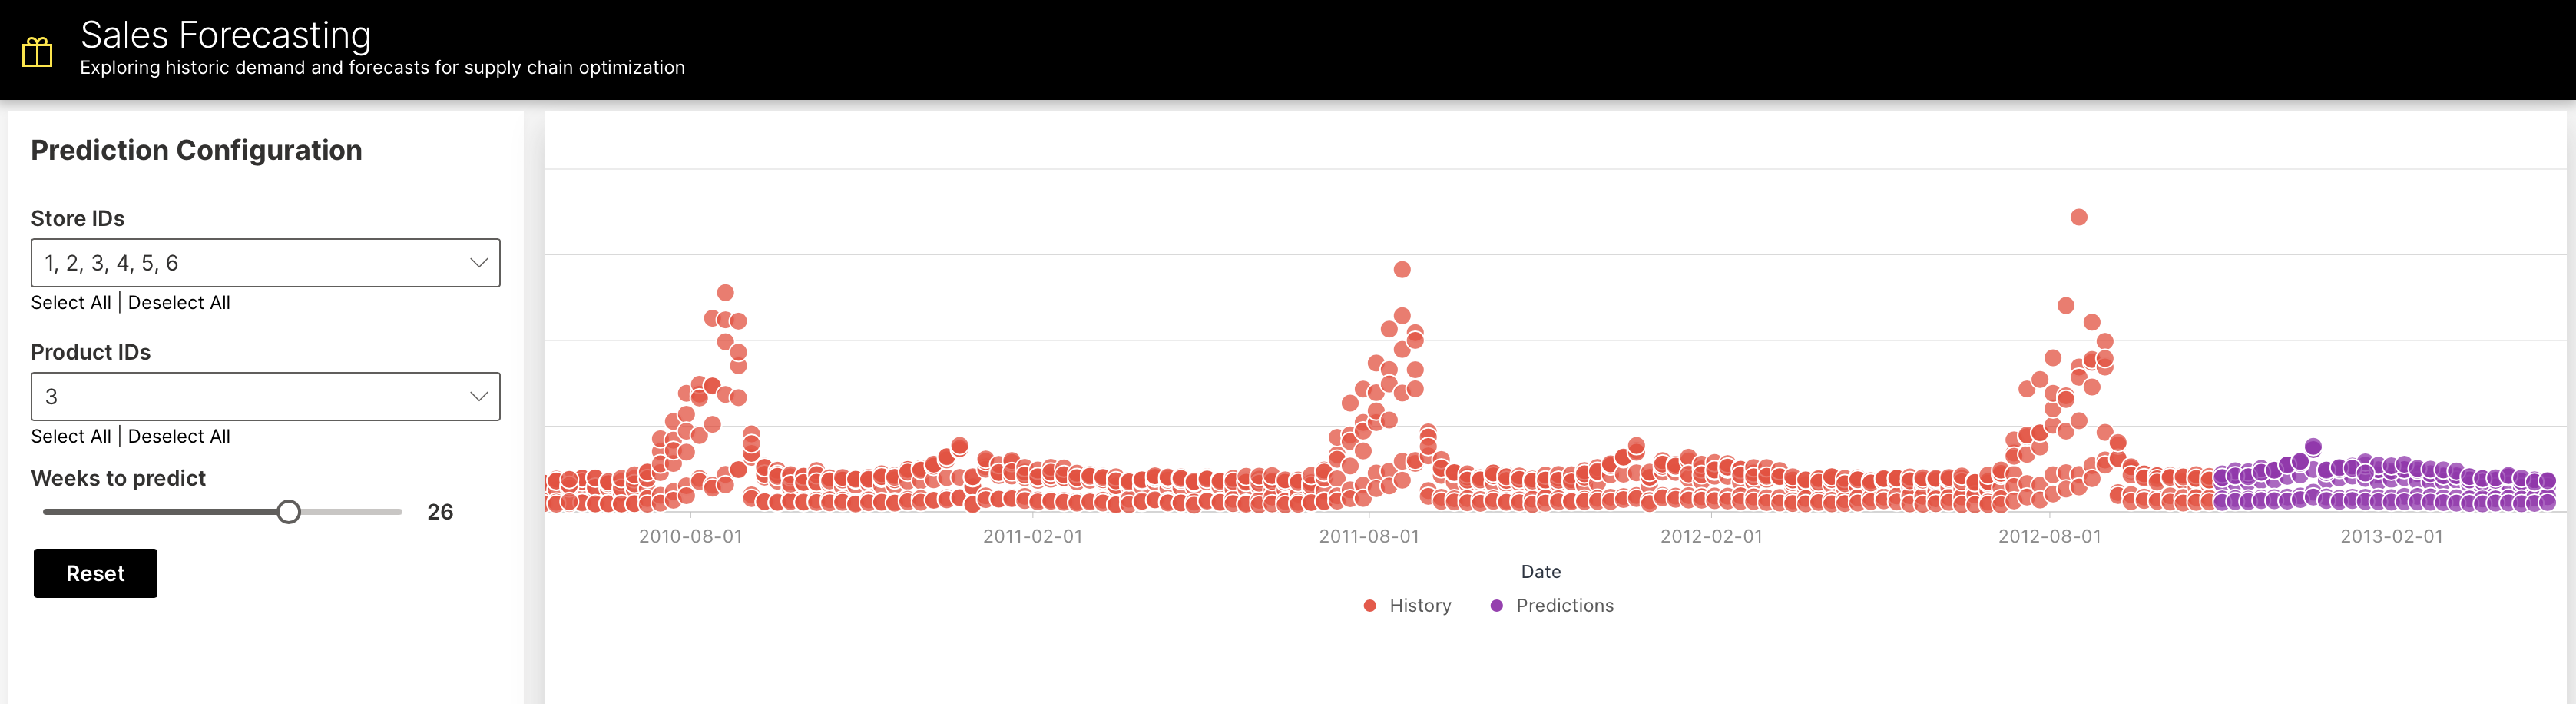 Sales Forecasting
Exploring historic demand and forecasts for supply chain optimization
Prediction Configuration
Store IDs
1, 2, 3, 4, 5, 6
Select All | Deselect All
Product IDs
3
Select All | Deselect All
Weeks to predict
26
Reset
2010-08-01 2011-02-01 2011-08-01 2012-02-01 2012-08-01 2013-02-01
Date
History Predictions